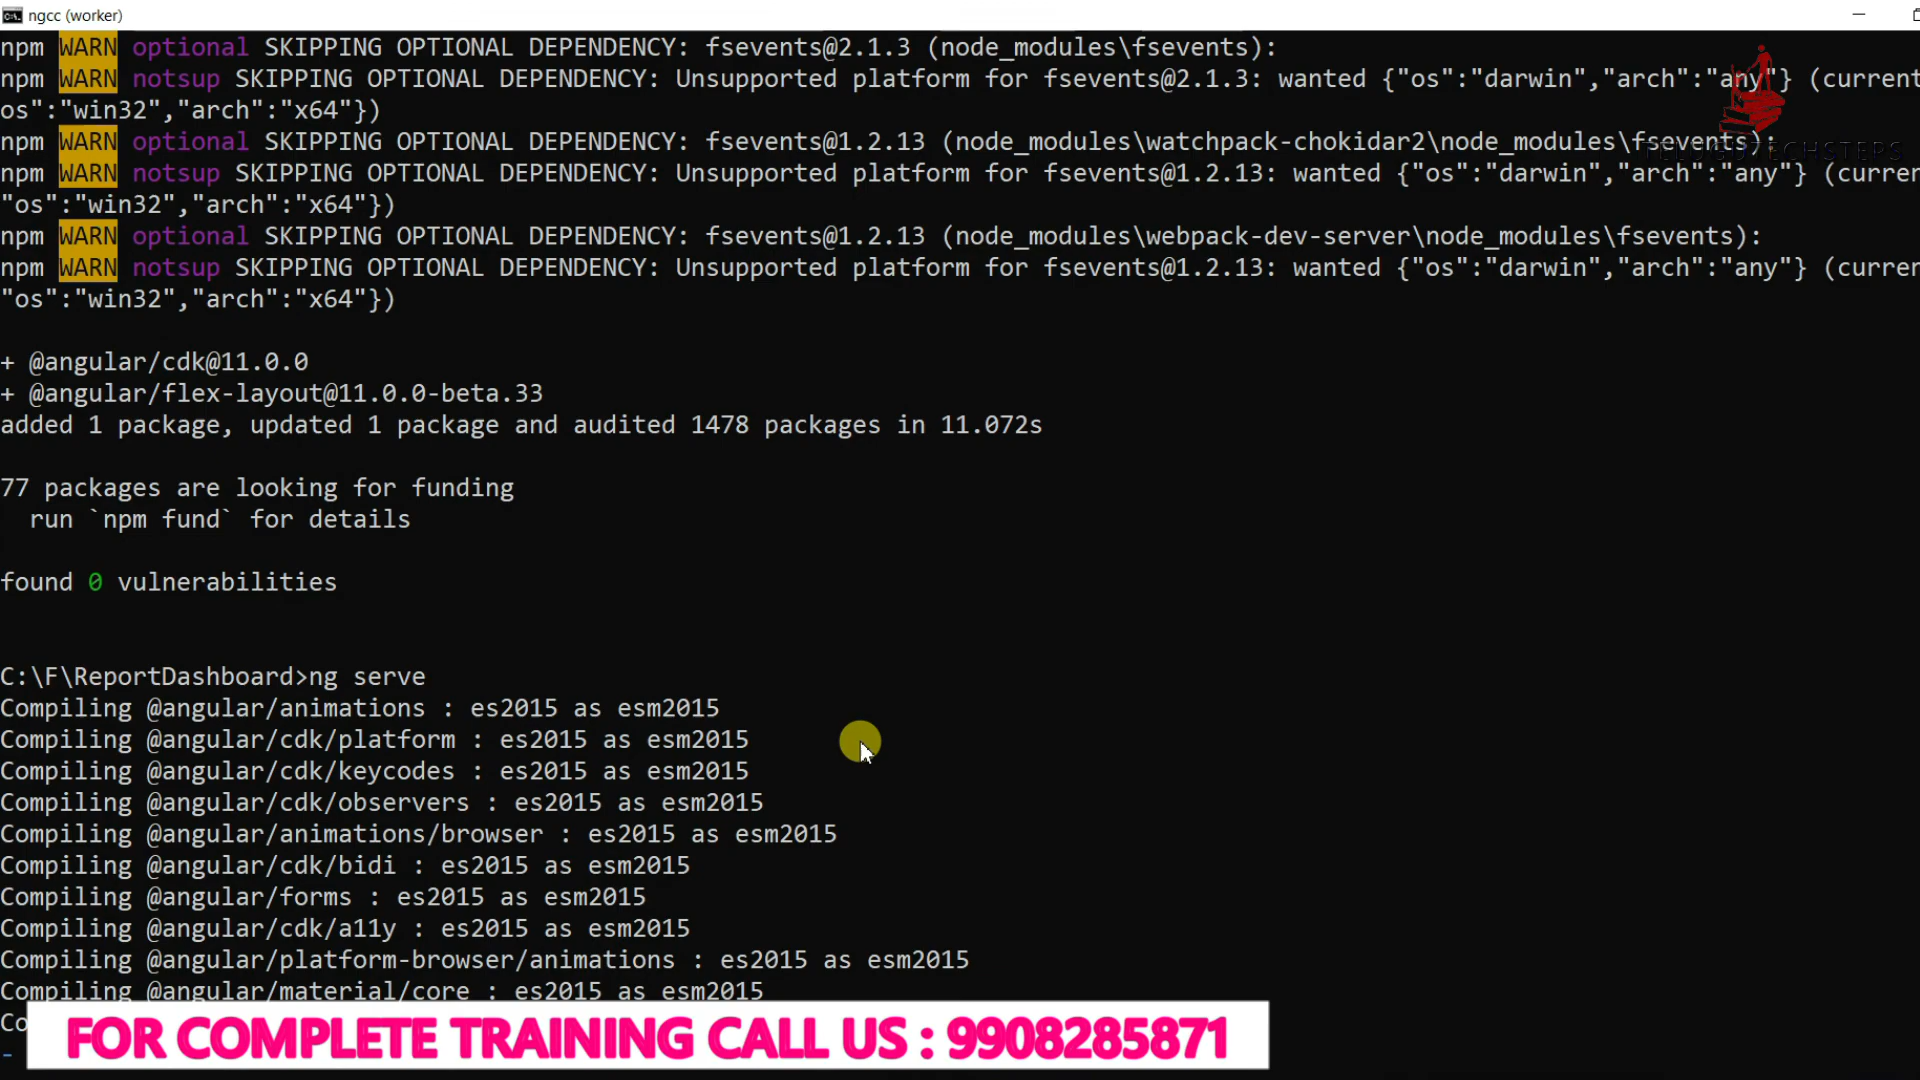 ngcc (worker)
npm WARN optional SKIPPING OPTIONAL DEPENDENCY: fsevents@2.1.3 (node_modules\fsevents):
npm WARN notsup SKIPPING OPTIONAL DEPENDENCY: Unsupported platform for fsevents@2.1.3: wanted {"os":"darwin","arch":"any"} (current
os":"win32","arch":"x64"})
npm WARN optional SKIPPING OPTIONAL DEPENDENCY: fsevents@1.2.13 (node_modules\watchpack-chokidar2\node_modules\fsevents):
TELUGUTECHSTEPS
npm WARN notsup SKIPPING OPTIONAL DEPENDENCY: Unsupported platform for fsevents@1.2.13: wanted {"os":"darwin","arch":"any"} (curren
"os":"win32","arch":"x64"})
npm WARN optional SKIPPING OPTIONAL DEPENDENCY: fsevents@1.2.13 (node_modules\webpack-dev-server\node_modules\fsevents):
npm WARN notsup SKIPPING OPTIONAL DEPENDENCY: Unsupported platform for fsevents@1.2.13: wanted {"os":"darwin","arch":"any"} (curren
"os":"win32","arch":"x64"})
+ @angular/cdk@11.0.0
+ @angular/flex-layout@11.0.0-beta.33
added 1 package, updated 1 package and audited 1478 packages in 11.072s
77 packages are looking for funding
run `npm fund` for details
found 0 vulnerabilities
C:\F\ReportDashboard>ng serve
Compiling @angular/animations : es2015 as esm2015
Compiling @angular/cdk/platform : es2015 as esm2015
Compiling @angular/cdk/keycodes : es2015 as esm2015
Compiling @angular/cdk/observers : es2015 as esm2015
Compiling @angular/animations/browser : es2015 as esm2015
Compiling @angular/cdk/bidi : es2015 as esm2015
Compiling @angular/forms : es2015 as esm2015
Compiling @angular/cdk/a11y : es2015 as esm2015
Compiling @angular/platform-browser/animations : es2015 as esm2015
Compiling @angular/material/core : es2015 as esm2015
Co
FOR COMPLETE TRAINING CALL US : 9908285871